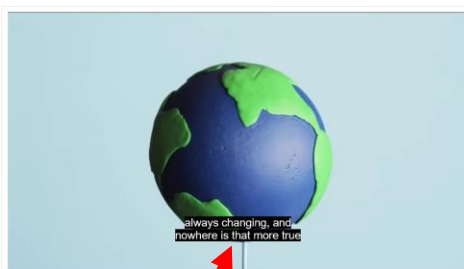 always changing, and
nowhere is that more true